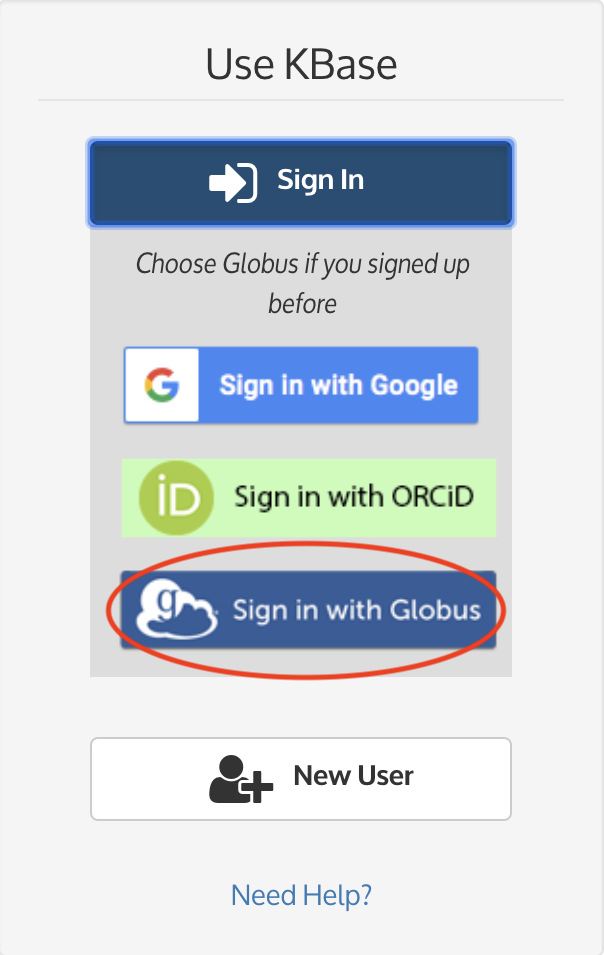 Use KBase
Sign In
Choose Globus if you signed up
before
G Sign in with Google
iD Sign in with ORCiD
g Sign in with Globus
New User
Need Help?